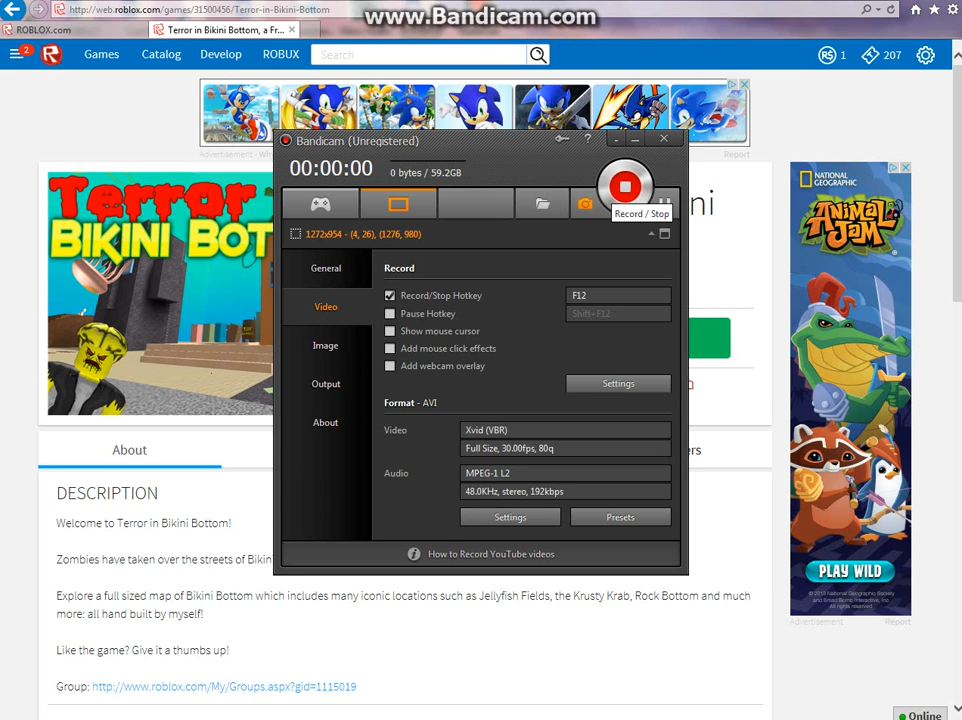 http://web.roblox.com/games/31500456/Terror-in-Bikini-Bottom
www.Bandicam.com
ROBLOX.com
Terror in Bikini Bottom, a Fr...
2
Games
Catalog
Develop
ROBUX
Search
R$ 1
207
Advertisement - Wi
Report
Bandicam (Unregistered)
00:00:00
0 bytes / 59.2GB
Record / Stop
1272x954 - (4, 26), (1276, 980)
General
Video
Image
Output
About
Record
Record/Stop Hotkey
F12
Pause Hotkey
Shift+F12
Show mouse cursor
Add mouse click effects
Add webcam overlay
Settings
Format - AVI
Video
Xvid (VBR)
Full Size, 30.00fps, 80q
Audio
MPEG-1 L2
48.0KHz, stereo, 192kbps
Settings
Presets
How to Record YouTube videos
Terror
BIKINI BOT
ni
ers
NATIONAL
GEOGRAPHIC
ANIMAL
JAM
PLAY WILD
Advertisement
Report
About
DESCRIPTION
Welcome to Terror in Bikini Bottom!
Zombies have taken over the streets of Bikin
Explore a full sized map of Bikini Bottom which includes many iconic locations such as Jellyfish Fields, the Krusty Krab, Rock Bottom and much
more: all hand built by myself!
Like the game? Give it a thumbs up!
Group: http://www.roblox.com/My/Groups.aspx?gid=1115019
Online